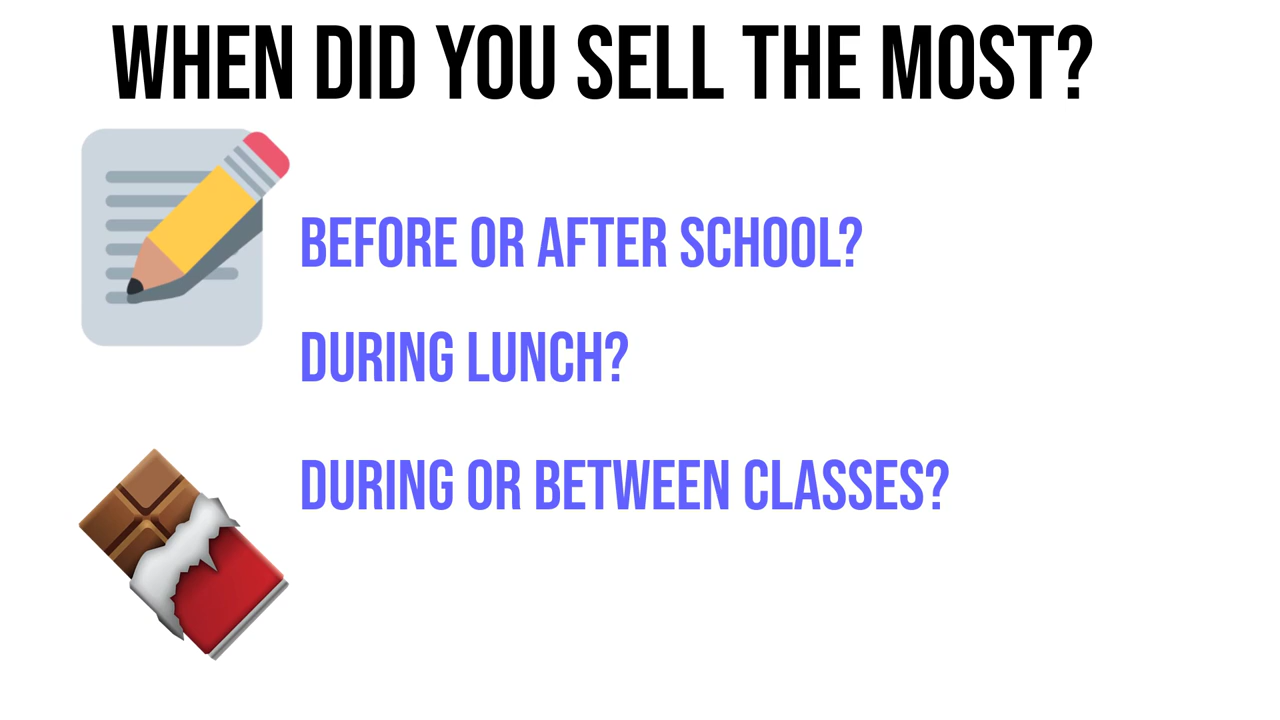 WHEN DID YOU SELL THE MOST?
BEFORE OR AFTER SCHOOL?
DURING LUNCH?
DURING OR BETWEEN CLASSES?